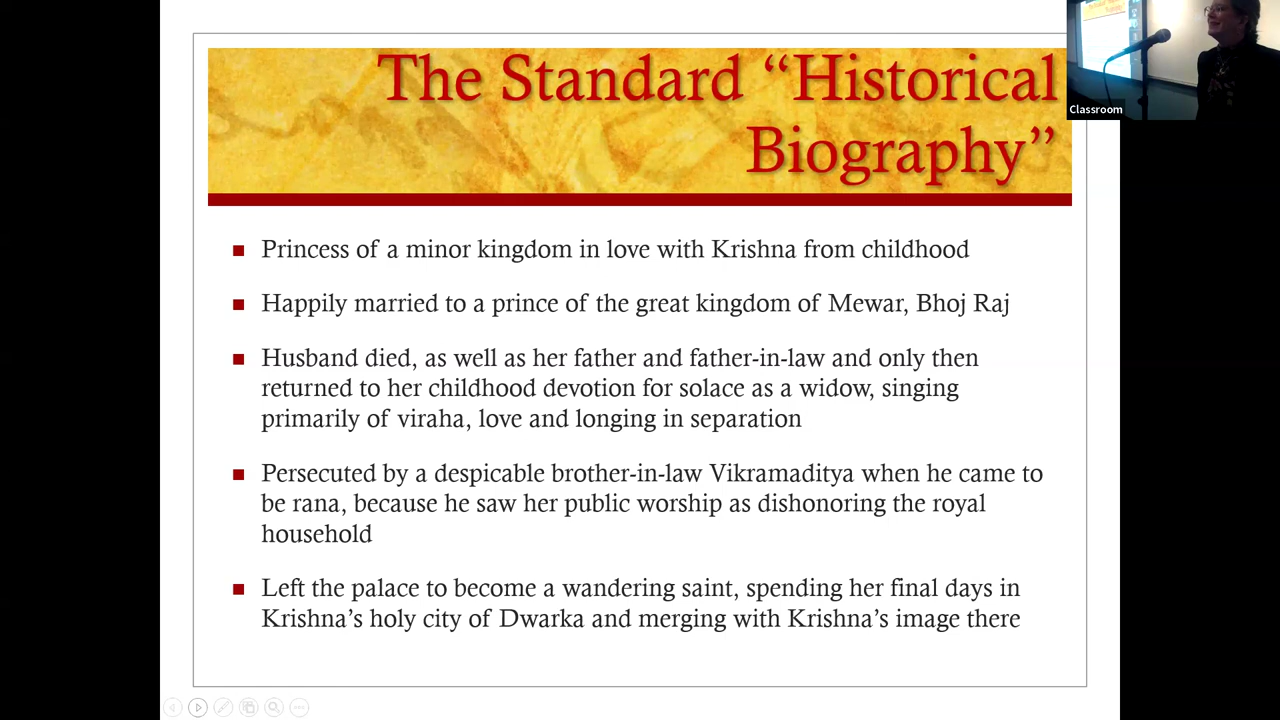 The Standard “Historical
Biography”
Classroom
Princess of a minor kingdom in love with Krishna from childhood
Happily married to a prince of the great kingdom of Mewar, Bhoj Raj
Husband died, as well as her father and father-in-law and only then
returned to her childhood devotion for solace as a widow, singing
primarily of viraha, love and longing in separation
Persecuted by a despicable brother-in-law Vikramaditya when he came to
be rana, because he saw her public worship as dishonoring the royal
household
Left the palace to become a wandering saint, spending her final days in
Krishna’s holy city of Dwarka and merging with Krishna’s image there